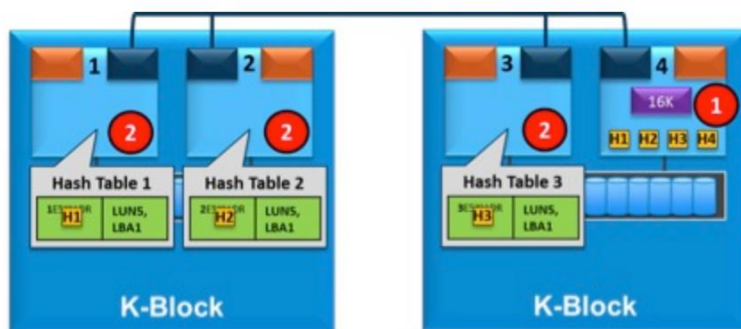 1
2
3
4
16K
1
2
2
2
H1 H2 H3 H4
Hash Table 1
H1
LUN5,
LBA1
Hash Table 2
H2
LUN5,
LBA1
Hash Table 3
H3
LUN5,
LBA1
K-Block
K-Block